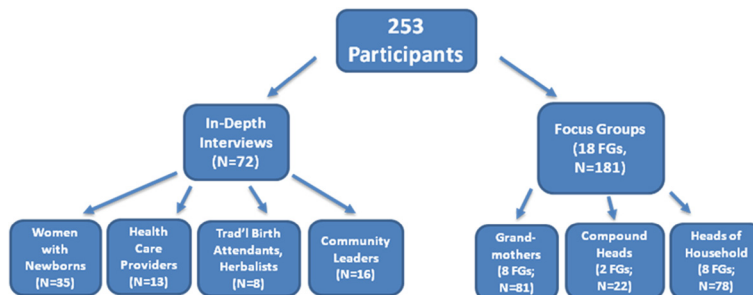 253
Participants
In-Depth
Interviews
(N=72)
Focus Groups
(18 FGs,
N=181)
Women
with
Newborns
(N=35)
Health
Care
Providers
(N=13)
Trad'l Birth
Attendants,
Herbalists
(N=8)
Community
Leaders
(N=16)
Grand-
mothers
(8 FGs;
N=81)
Compound
Heads
(2 FGs;
N=22)
Heads of
Household
(8 FGs;
N=78)